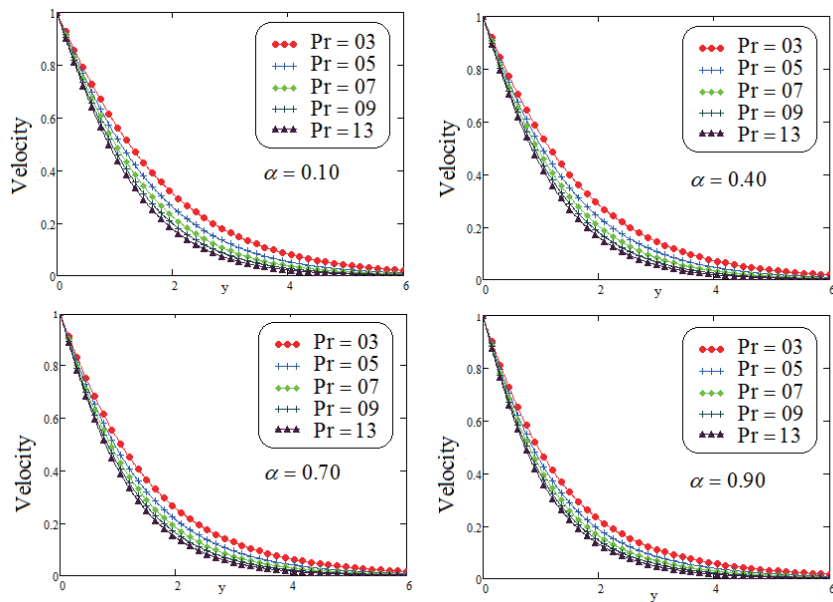 1
0.8
0.6
0.4
0.2
0
0
2
y
4
6
Velocity
Pr = 03
Pr = 05
Pr = 07
Pr = 09
Pr = 13
α = 0.10
1
0.8
0.6
0.4
0.2
0
0
2
y
4
6
Velocity
Pr = 03
Pr = 05
Pr = 07
Pr = 09
Pr = 13
α = 0.40
1
0.8
0.6
0.4
0.2
0
0
2
y
4
6
Velocity
Pr = 03
Pr = 05
Pr = 07
Pr = 09
Pr = 13
α = 0.70
1
0.8
0.6
0.4
0.2
0
0
2
y
4
6
Velocity
Pr = 03
Pr = 05
Pr = 07
Pr = 09
Pr = 13
α = 0.90